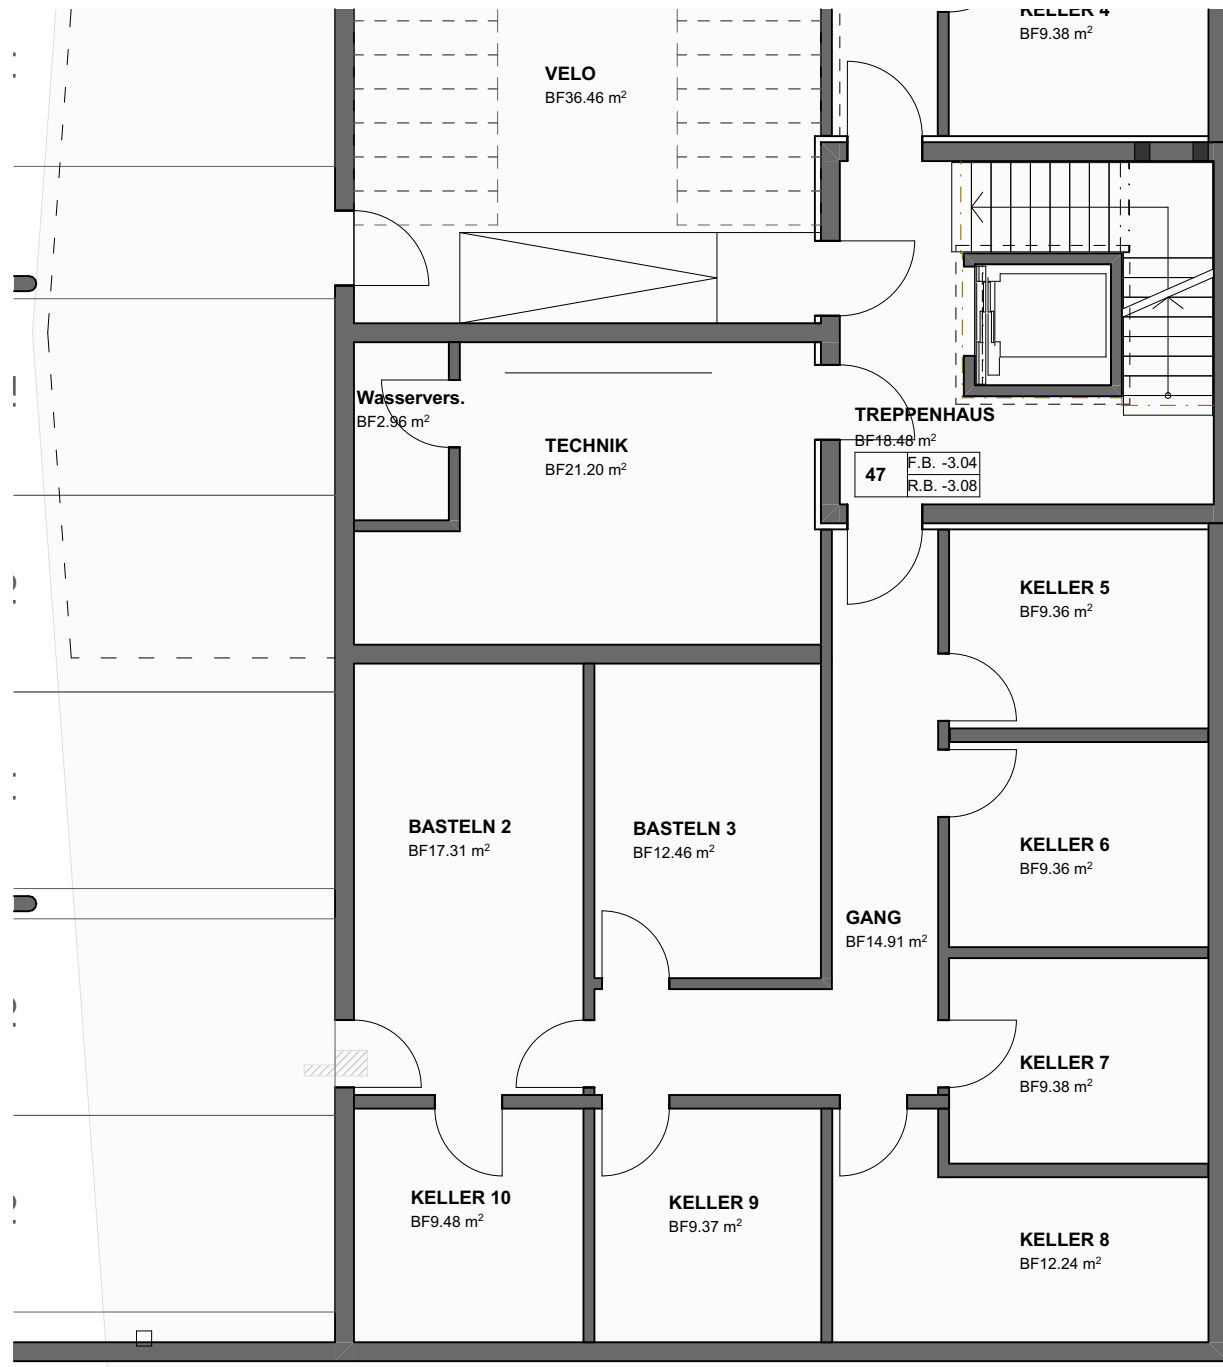 KELLER 4
BF9.38 m²
VELO
BF36.46 m²
Wasservers.
BF2.96 m²
TECHNIK
BF21.20 m²
TREPPENHAUS
BF18.48 m²
47
F.B. -3.04
R.B. -3.08
KELLER 5
BF9.36 m²
BASTELN 2
BF17.31 m²
BASTELN 3
BF12.46 m²
KELLER 6
BF9.36 m²
GANG
BF14.91 m²
KELLER 7
BF9.38 m²
KELLER 10
BF9.48 m²
KELLER 9
BF9.37 m²
KELLER 8
BF12.24 m²